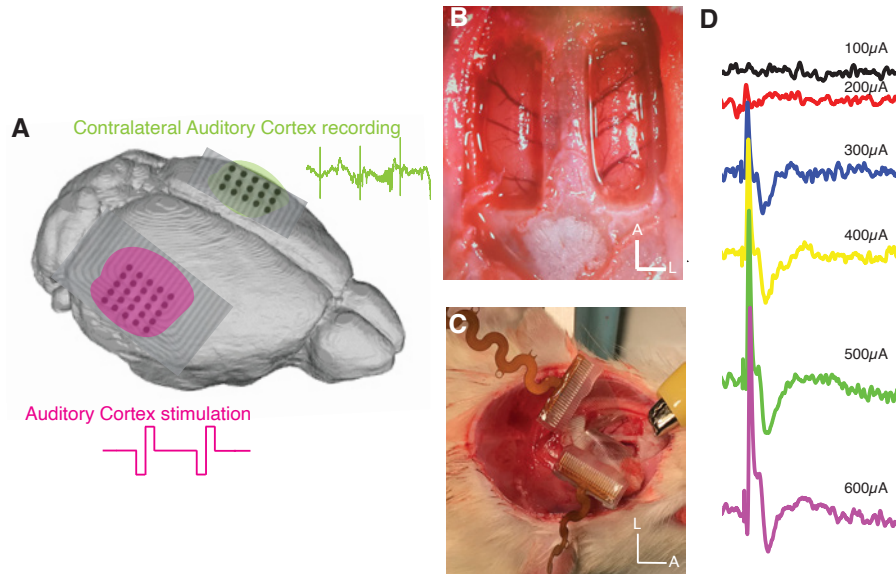 A
Contralateral Auditory Cortex recording
Auditory Cortex stimulation
B
A
L
C
L
A
D
100µA
200µA
300µA
400µA
500µA
600µA